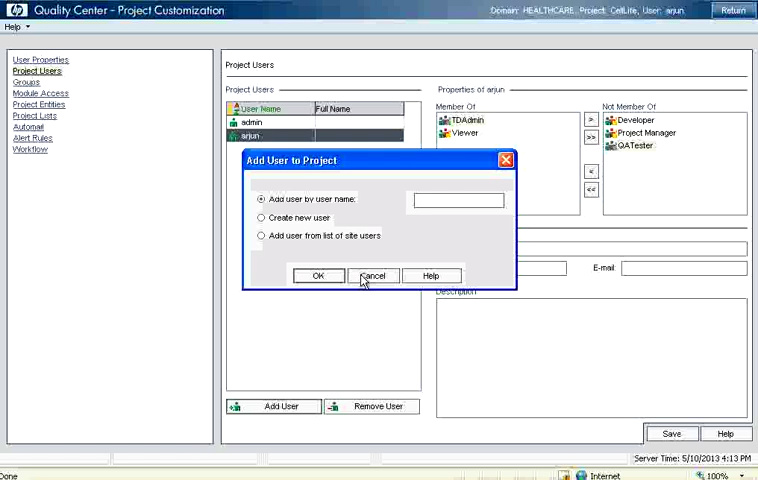 hp Quality Center - Project Customization
Domain: HEALTHCARE, Project: CellLife, User: arjun
Return
Help
User Properties
Project Users
Groups
Module Access
Project Entities
Project Lists
Automail
Alert Rules
Workflow
Project Users
Project Users
User Name
Full Name
admin
arjun
Properties of arjun
Member Of
TDAdmin
Viewer
>
>>
<
<<
Not Member Of
Developer
Project Manager
QATester
Add User to Project
Add user by user name:
Create new user
Add user from list of site users
OK
Cancel
Help
E-mail:
Description
Add User
Remove User
Save
Help
Server Time: 5/10/2013 4:13 PM
Done
Internet
100%